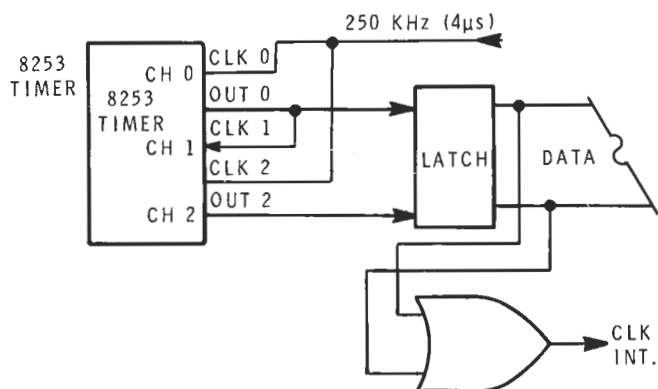 250 KHz (4µs)
8253
TIMER
CLK 0
CH 0
8253
TIMER
OUT 0
CLK 1
CH 1
CLK 2
OUT 2
CH 2
LATCH
DATA
CLK
INT.